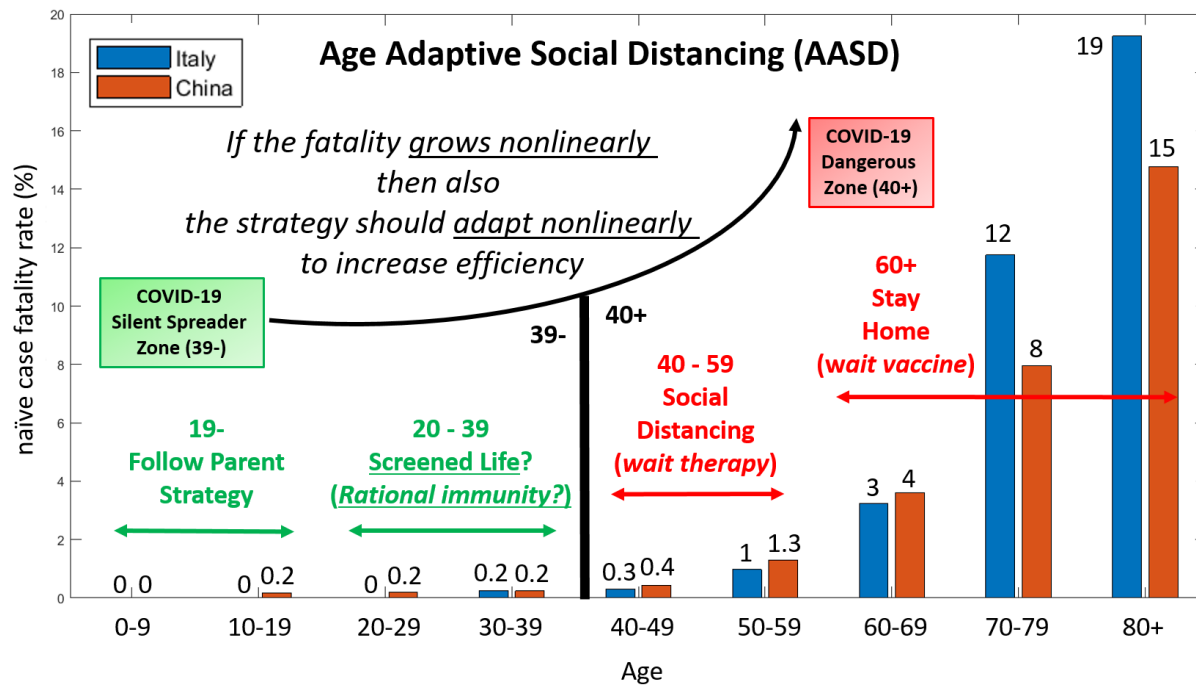 Age Adaptive Social Distancing (AASD)
Italy
China
If the fatality grows nonlinearly
then also
the strategy should adapt nonlinearly
to increase efficiency
COVID-19
Silent Spreader
Zone (39-)
COVID-19
Dangerous
Zone (40+)
39-
40+
19-
Follow Parent
Strategy
20 - 39
Screened Life?
(Rational immunity?)
40 - 59
Social
Distancing
(wait therapy)
60+
Stay
Home
(wait vaccine)
naïve case fatality rate (%)
20
18
16
14
12
10
8
6
4
2
0
0 0
0 0.2
0 0.2
0.2 0.2
0.3 0.4
1 1.3
3 4
12 8
19 15
0-9 10-19 20-29 30-39 40-49 50-59 60-69 70-79 80+
Age